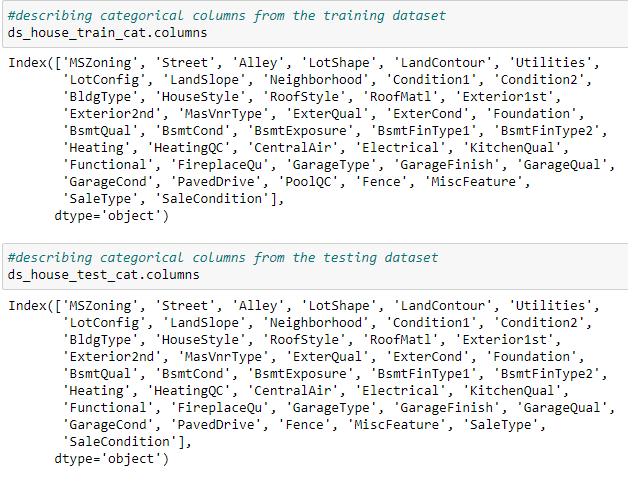 #describing categorical columns from the training dataset
ds_house_train_cat.columns
Index(['MSZoning', 'Street', 'Alley', 'LotShape', 'LandContour', 'Utilities',
'LotConfig', 'LandSlope', 'Neighborhood', 'Condition1', 'Condition2',
'BldgType', 'HouseStyle', 'RoofStyle', 'RoofMatl', 'Exterior1st',
'Exterior2nd', 'MasVnrType', 'ExterQual', 'ExterCond', 'Foundation',
'BsmtQual', 'BsmtCond', 'BsmtExposure', 'BsmtFinType1', 'BsmtFinType2',
'Heating', 'HeatingQC', 'CentralAir', 'Electrical', 'KitchenQual',
'Functional', 'FireplaceQu', 'GarageType', 'GarageFinish', 'GarageQual',
'GarageCond', 'PavedDrive', 'PoolQC', 'Fence', 'MiscFeature',
'SaleType', 'SaleCondition'],
dtype='object')
#describing categorical columns from the testing dataset
ds_house_test_cat.columns
Index(['MSZoning', 'Street', 'Alley', 'LotShape', 'LandContour', 'Utilities',
'LotConfig', 'LandSlope', 'Neighborhood', 'Condition1', 'Condition2',
'BldgType', 'HouseStyle', 'RoofStyle', 'RoofMatl', 'Exterior1st',
'Exterior2nd', 'MasVnrType', 'ExterQual', 'ExterCond', 'Foundation',
'BsmtQual', 'BsmtCond', 'BsmtExposure', 'BsmtFinType1', 'BsmtFinType2',
'Heating', 'HeatingQC', 'CentralAir', 'Electrical', 'KitchenQual',
'Functional', 'FireplaceQu', 'GarageType', 'GarageFinish', 'GarageQual',
'GarageCond', 'PavedDrive', 'Fence', 'MiscFeature', 'SaleType',
'SaleCondition'],
dtype='object')